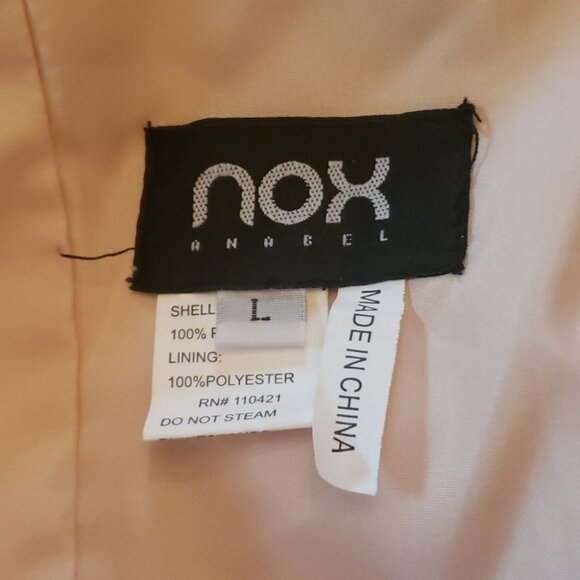 nox
ANABEL
L
SHELL
100%
LINING:
100%POLYESTER
RN# 110421
DO NOT STEAM
MADE IN CHINA